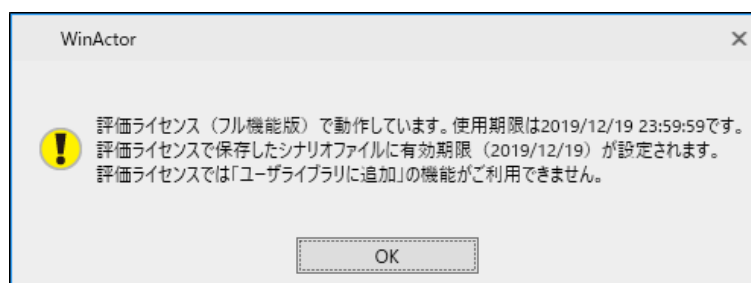 WinActor
評価ライセンス（フル機能版）で動作しています。使用期限は2019/12/19 23:59:59です。
評価ライセンスで保存したシナリオファイルに有効期限（2019/12/19）が設定されます。
評価ライセンスでは「ユーザライブラリに追加」の機能がご利用できません。
OK